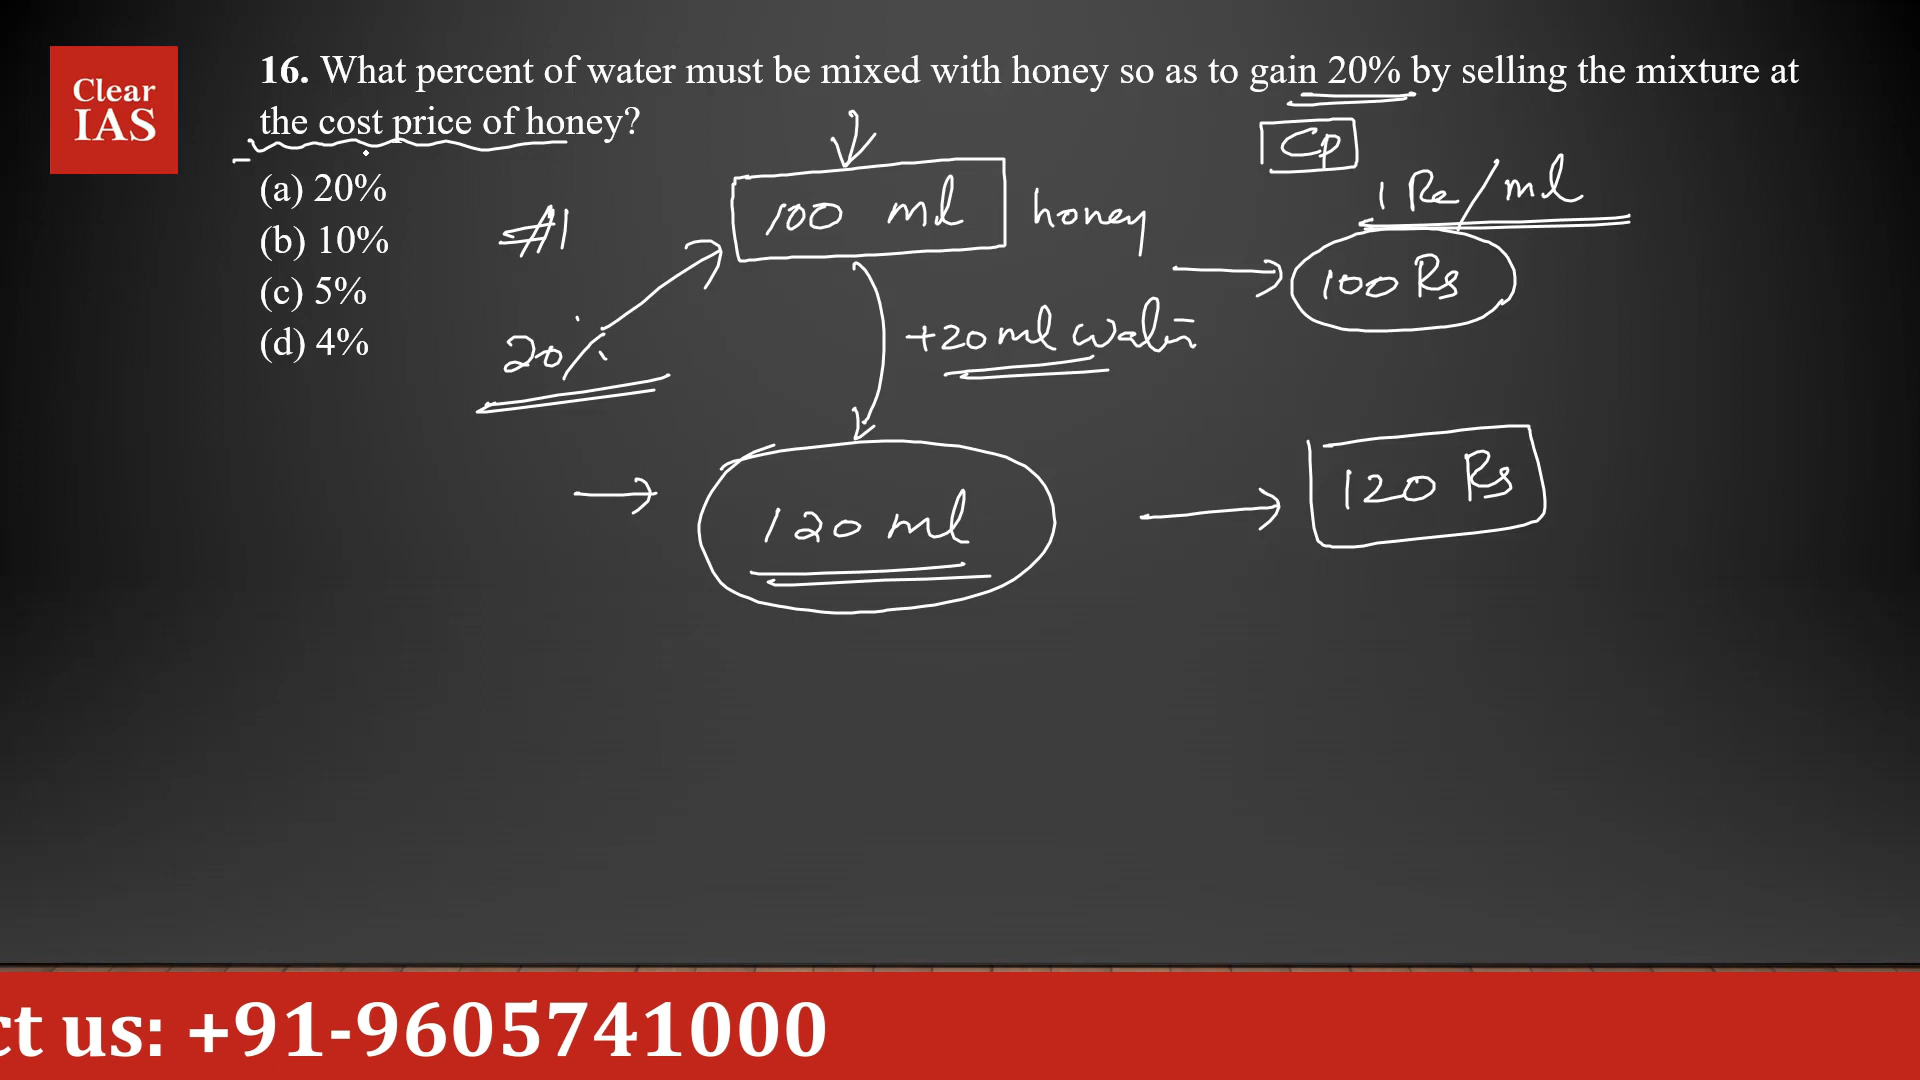 Clear
IAS
16. What percent of water must be mixed with honey so as to gain 20% by selling the mixture at
the cost price of honey?
(a) 20%
(b) 10%
(c) 5%
(d) 4%
#1
20%
100 ml honey
+20ml water
120 ml
CP
1 Re/ml
100 Rs
120 Rs
ct us: +91-9605741000